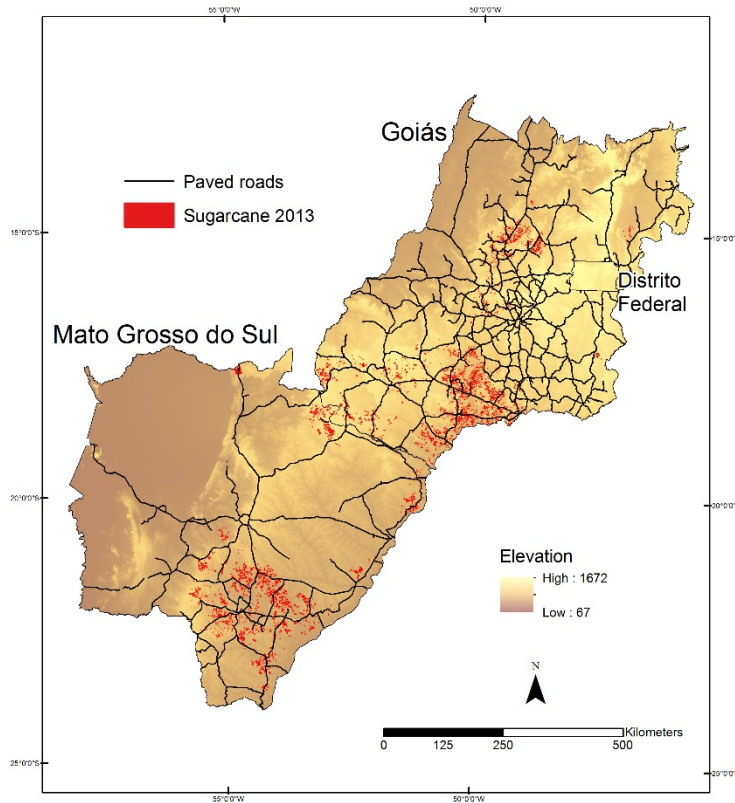 55°0'0"W
50°0'0"W
Goiás
Paved roads
Sugarcane 2013
15°0'0"S
15°0'0"S
Distrito
Federal
Mato Grosso do Sul
20°0'0"S
20°0'0"S
Elevation
High : 1672
Low : 67
N
Kilometers
0 125 250 500
25°0'0"S
25°0'0"S
55°0'0"W
50°0'0"W